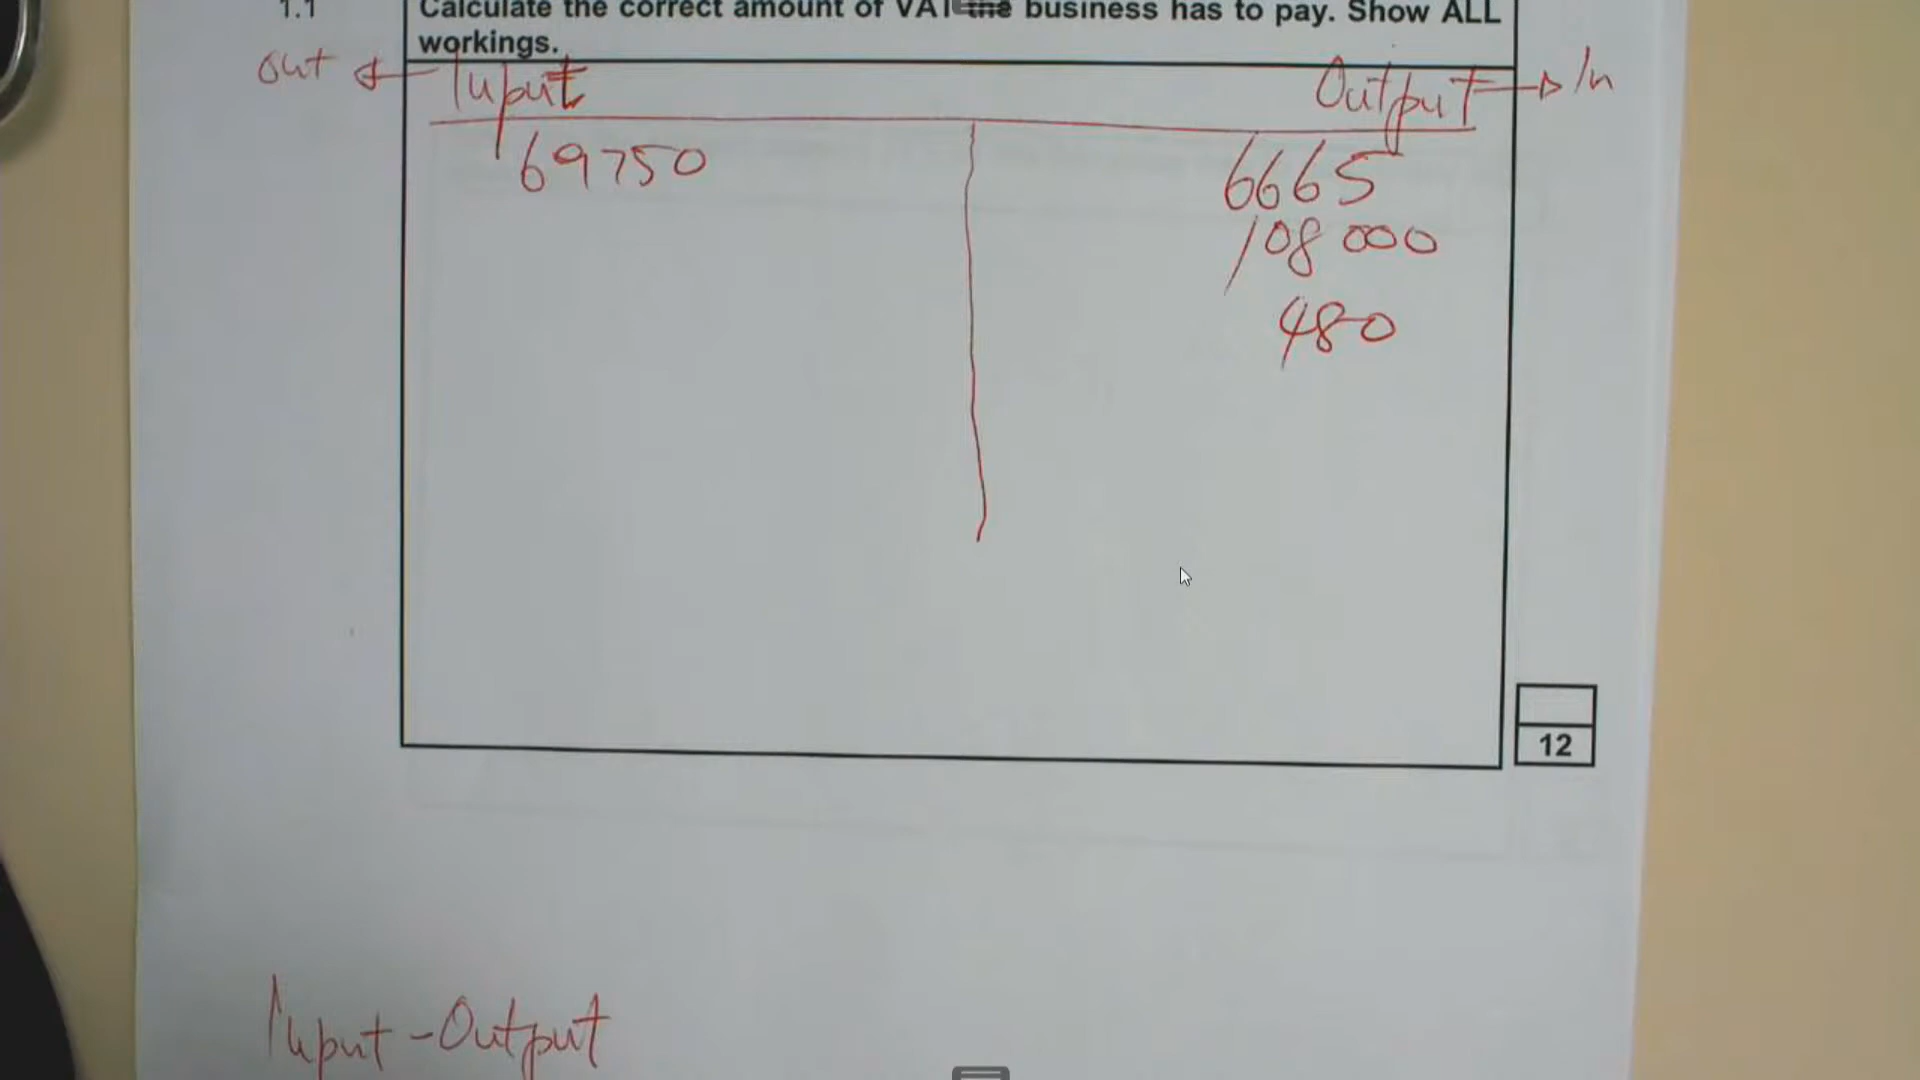 1.1 Calculate the correct amount of VAT the business has to pay. Show ALL
workings.
out Input Output In
69750 6665
108 000
480
12
Input - Output